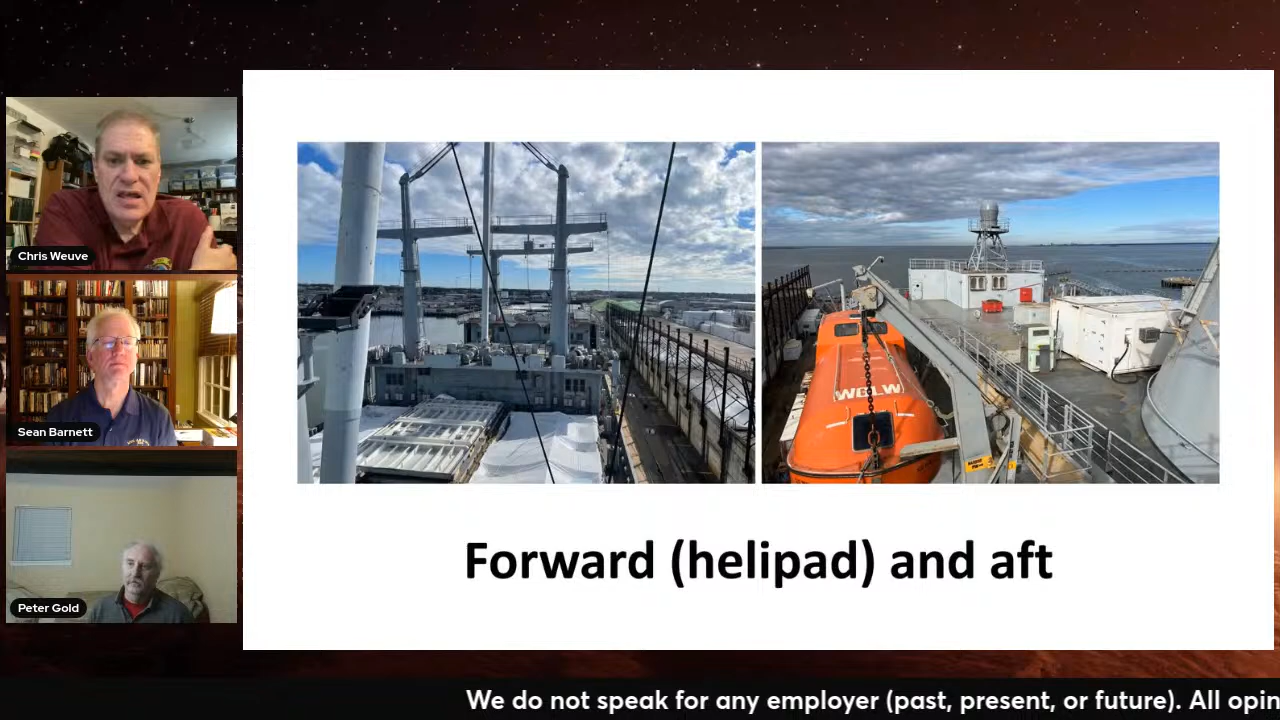 Chris Weuve
Sean Barnett
Peter Gold
WGLW
Forward (helipad) and aft
We do not speak for any employer (past, present, or future). All opin